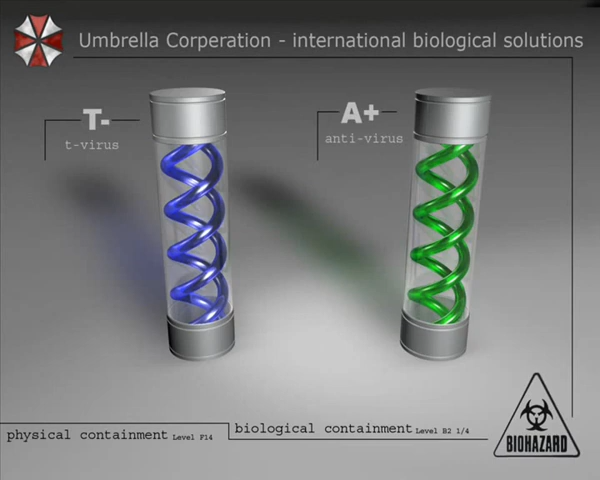 Umbrella Corperation - international biological solutions
T-
t-virus
A+
anti-virus
physical containment Level F14
biological containment Level B2 1/4
BIOHAZARD